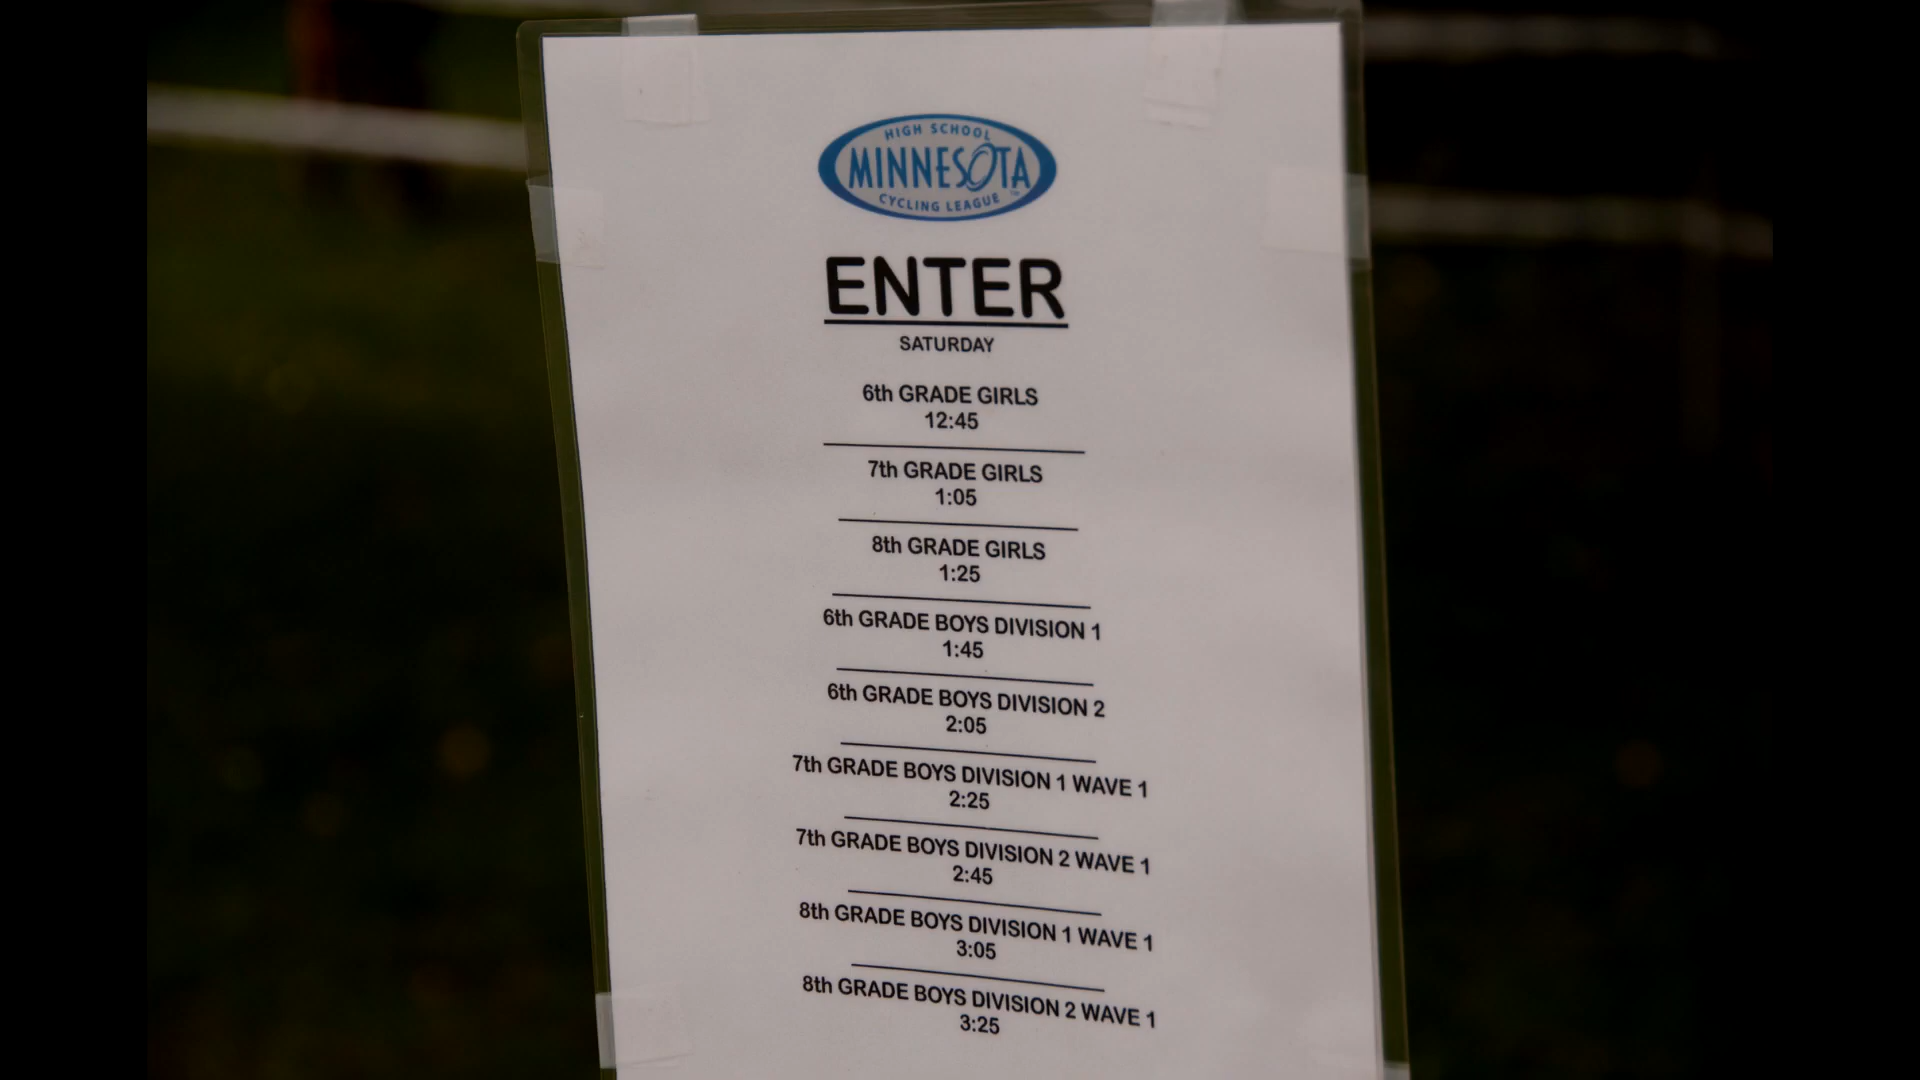 HIGH SCHOOL
MINNESOTA
CYCLING LEAGUE
ENTER
SATURDAY
6th GRADE GIRLS
12:45
7th GRADE GIRLS
1:05
8th GRADE GIRLS
1:25
6th GRADE BOYS DIVISION 1
1:45
6th GRADE BOYS DIVISION 2
2:05
7th GRADE BOYS DIVISION 1 WAVE 1
2:25
7th GRADE BOYS DIVISION 2 WAVE 1
2:45
8th GRADE BOYS DIVISION 1 WAVE 1
3:05
8th GRADE BOYS DIVISION 2 WAVE 1
3:25